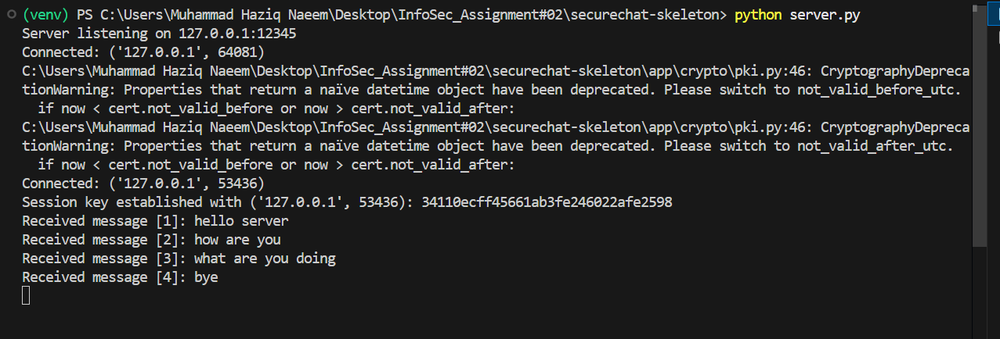 (venv) PS C:\Users\Muhammad Haziq Naeem\Desktop\InfoSec_Assignment#02\securechat-skeleton> python server.py
Server listening on 127.0.0.1:12345
Connected: ('127.0.0.1', 64081)
C:\Users\Muhammad Haziq Naeem\Desktop\InfoSec_Assignment#02\securechat-skeleton\app\crypto\pki.py:46: CryptographyDepreca
tionWarning: Properties that return a naïve datetime object have been deprecated. Please switch to not_valid_before_utc.
  if now < cert.not_valid_before or now > cert.not_valid_after:
C:\Users\Muhammad Haziq Naeem\Desktop\InfoSec_Assignment#02\securechat-skeleton\app\crypto\pki.py:46: CryptographyDepreca
tionWarning: Properties that return a naïve datetime object have been deprecated. Please switch to not_valid_after_utc.
  if now < cert.not_valid_before or now > cert.not_valid_after:
Connected: ('127.0.0.1', 53436)
Session key established with ('127.0.0.1', 53436): 34110ecff45661ab3fe246022afe2598
Received message [1]: hello server
Received message [2]: how are you
Received message [3]: what are you doing
Received message [4]: bye